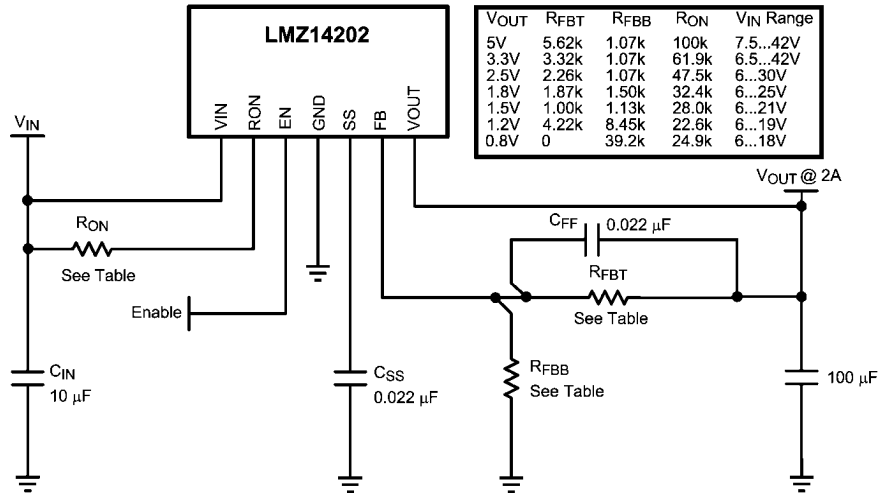 LMZ14202
VIN RON EN GND SS FB VOUT
VOUT RFBT RFBB RON VIN Range
5V 5.62k 1.07k 100k 7.5...42V
3.3V 3.32k 1.07k 61.9k 6.5...42V
2.5V 2.26k 1.07k 47.5k 6...30V
1.8V 1.87k 1.50k 32.4k 6...25V
1.5V 1.00k 1.13k 28.0k 6...21V
1.2V 4.22k 8.45k 22.6k 6...19V
0.8V 0 39.2k 24.9k 6...18V
VIN
VOUT @ 2A
RON
See Table
CFF 0.022 µF
RFBT
See Table
Enable
CIN
10 µF
CSS
0.022 µF
RFBB
See Table
100 µF